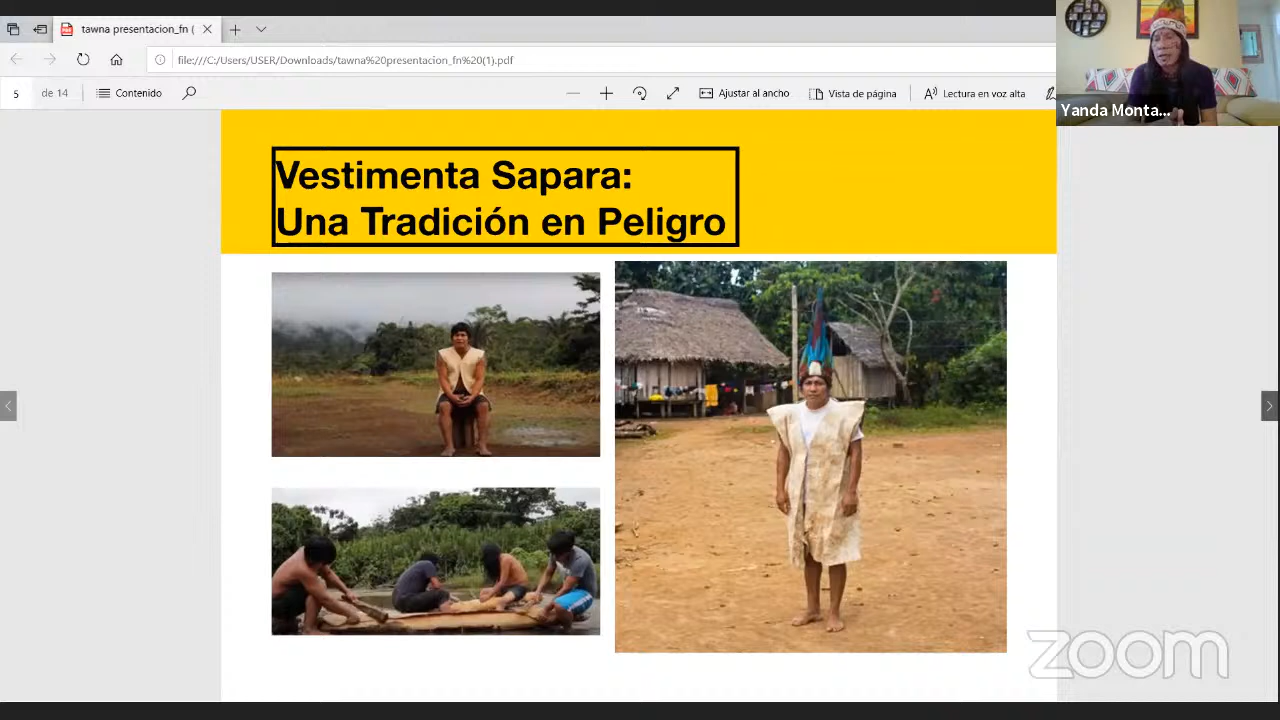 tawna presentacion_fn (
file:///C:/Users/USER/Downloads/tawna%20presentacion_fn%20(1).pdf
5 de 14 Contenido Ajustar al ancho Vista de página Lectura en voz alta
Yanda Monta...
Vestimenta Sapara:
Una Tradición en Peligro
zoom